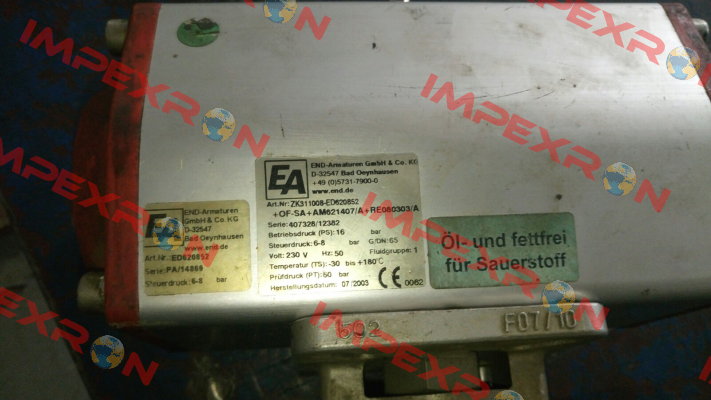 IMPEXRON
IMPEXRON
IMPEXRON
IMPEXRON
IMPEXRON
EA
END-Armaturen
GmbH & Co. KG
D-32547
Bad Oeynhausen
www.end.de
Art.Nr.:ED620852
Serie:PA/14869
Steuerdruck:6-8 bar
EA
END-Armaturen GmbH & Co. KG
D-32547 Bad Oeynhausen
+49 (0)5731-7900-0
www.end.de
Art.Nr:ZK311008-ED620852
+OF-SA+AM621407/A+RE080303/A
Serie:407328/12382
Betriebsdruck (PS):16 bar
Steuerdruck:6-8 bar G/DN:65
Volt: 230 V Hz: 50 Fluidgruppe:1
Temperatur (TS):-30 bis +180°C
Prüfdruck (PT):50 bar
Herstellungsdatum: 07/2003 CE 0062
Öl- und fettfrei
für Sauerstoff
F07/10